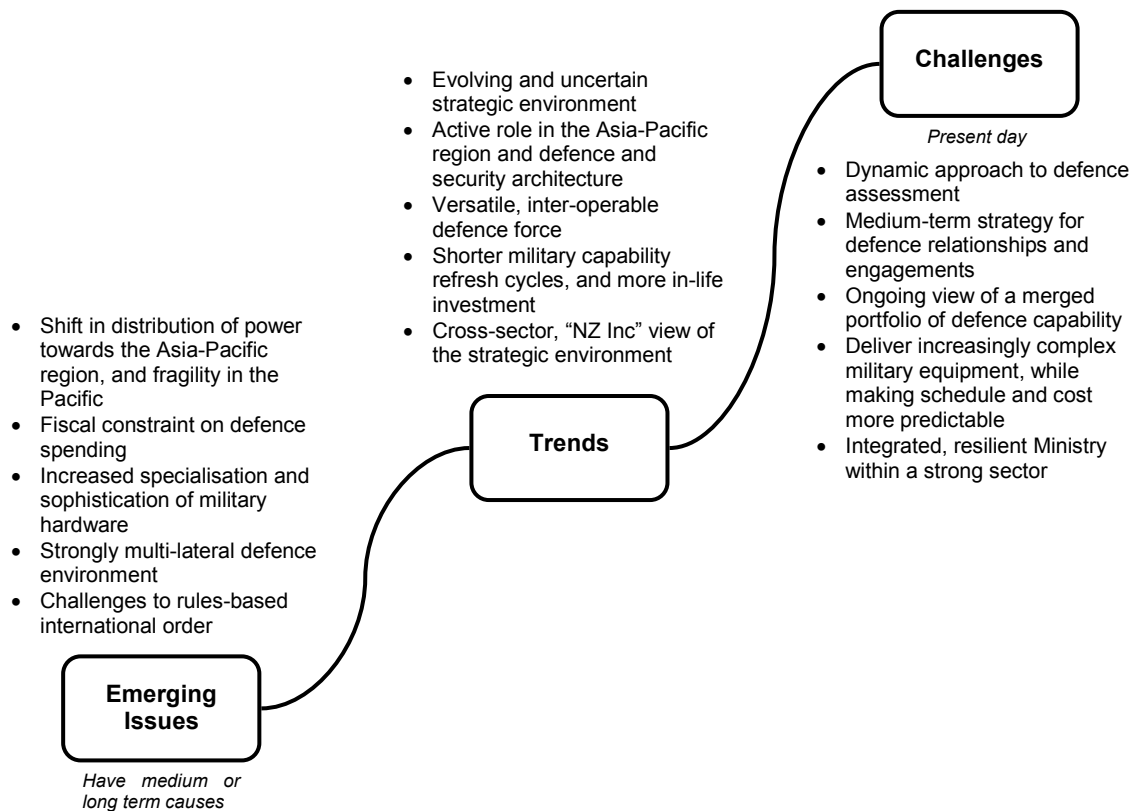 Challenges
Present day
• Dynamic approach to defence
assessment
• Medium-term strategy for
defence relationships and
engagements
• Ongoing view of a merged
portfolio of defence capability
• Deliver increasingly complex
military equipment, while
making schedule and cost
more predictable
• Integrated, resilient Ministry
within a strong sector
• Evolving and uncertain
strategic environment
• Active role in the Asia-Pacific
region and defence and
security architecture
• Versatile, inter-operable
defence force
• Shorter military capability
refresh cycles, and more in-life
investment
• Cross-sector, “NZ Inc” view of
the strategic environment
Trends
• Shift in distribution of power
towards the Asia-Pacific
region, and fragility in the
Pacific
• Fiscal constraint on defence
spending
• Increased specialisation and
sophistication of military
hardware
• Strongly multi-lateral defence
environment
• Challenges to rules-based
international order
Emerging
Issues
Have medium or
long term causes